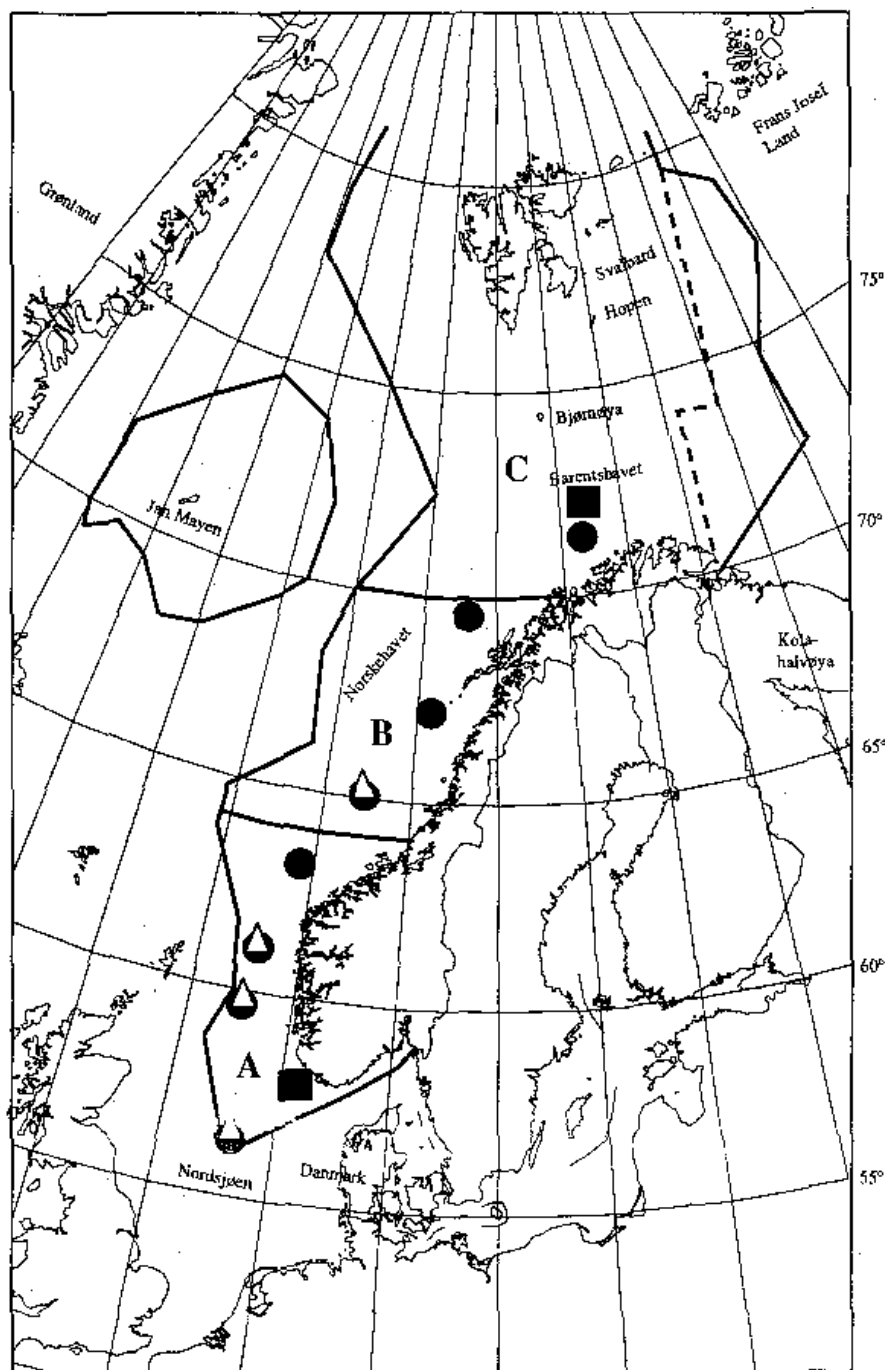 Grønland
Frans Josef
Land
Svalbard
Hopen
75°
Bjørnøya
C
Barentshavet
Jan Mayen
70°
Norskehavet
Kola-
halvøya
B
65°
60°
A
Nordsjøen
Danmark
55°